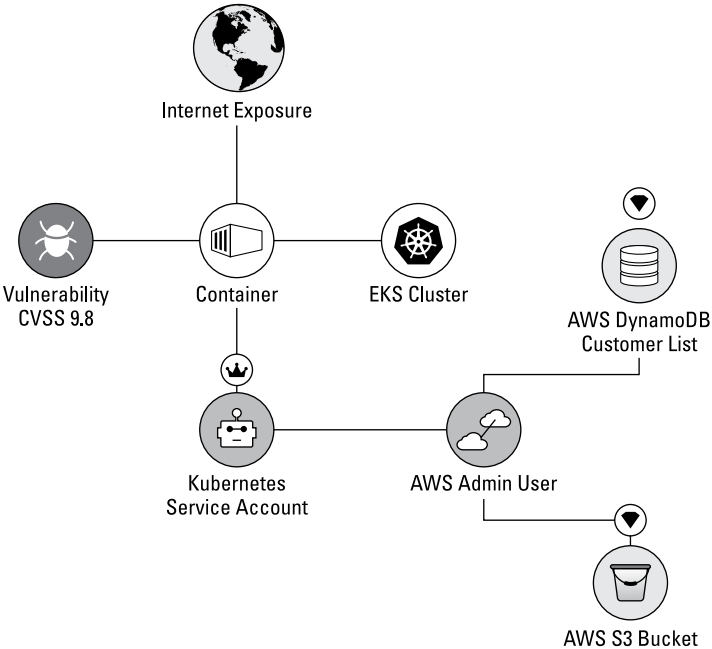 Internet Exposure
Vulnerability
CVSS 9.8
Container
EKS Cluster
AWS DynamoDB
Customer List
Kubernetes
Service Account
AWS Admin User
AWS S3 Bucket